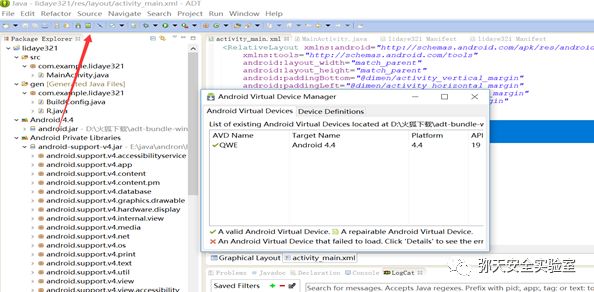 Java - lidaye321/res/layout/activity_main.xml - ADT
File Edit Refactor Source Navigate Search Project Run Window Help
Package Explorer
lidaye321
src
com.example.lidaye321
MainActivity.java
gen [Generated Java Files]
com.example.lidaye321
BuildConfig.java
R.java
Android 4.4
android.jar - D:\火狐下载\adt-bundle-win
Android Private Libraries
android-support-v4.jar - E:\java\andron\
android.support.v4.accessibilityservice
android.support.v4.app
android.support.v4.content
android.support.v4.content.pm
android.support.v4.database
android.support.v4.graphics.drawable
android.support.v4.hardware.display
android.support.v4.internal.view
android.support.v4.media
android.support.v4.net
android.support.v4.os
android.support.v4.print
android.support.v4.text
android.support.v4.util
android.support.v4.view
activity_main.xml
MainActivity.java
lidaye321 Manifest
<RelativeLayout xmlns:android="http://schemas.android.com/apk/res/andro
xmlns:tools="http://schemas.android.com/tools"
android:layout_width="match_parent"
android:layout_height="match_parent"
android:paddingBottom="@dimen/activity_vertical_margin"
android:paddingLeft="@dimen/activity_horizontal_margin"
Android Virtual Device Manager
Android Virtual Devices Device Definitions
List of existing Android Virtual Devices located at D:\火狐下载\adt-bundle-w
AVD Name Target Name Platform API
QWE Android 4.4 4.4 19
A valid Android Virtual Device. A repairable Android Virtual Device.
An Android Virtual Device that failed to load. Click 'Details' to see the err
Graphical Layout activity_main.xml
Problems Javadoc Declaration Console LogCat
Saved Filters
Search for messages. Accepts Java regexes. Prefix with pid:, app:, tag: or text: to
弥天安全实验室